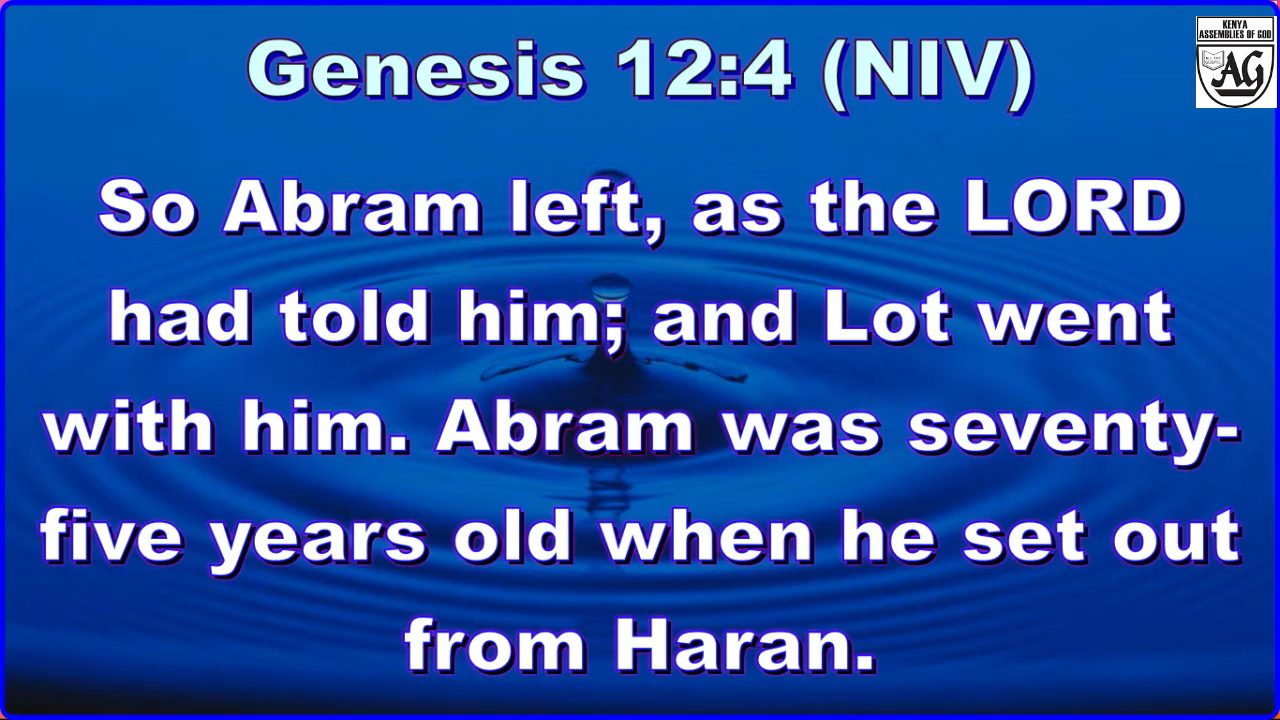 Genesis 12:4 (NIV)
KENYA
ASSEMBLIES OF GOD
AG
So Abram left, as the LORD
had told him; and Lot went
with him. Abram was seventy-
five years old when he set out
from Haran.